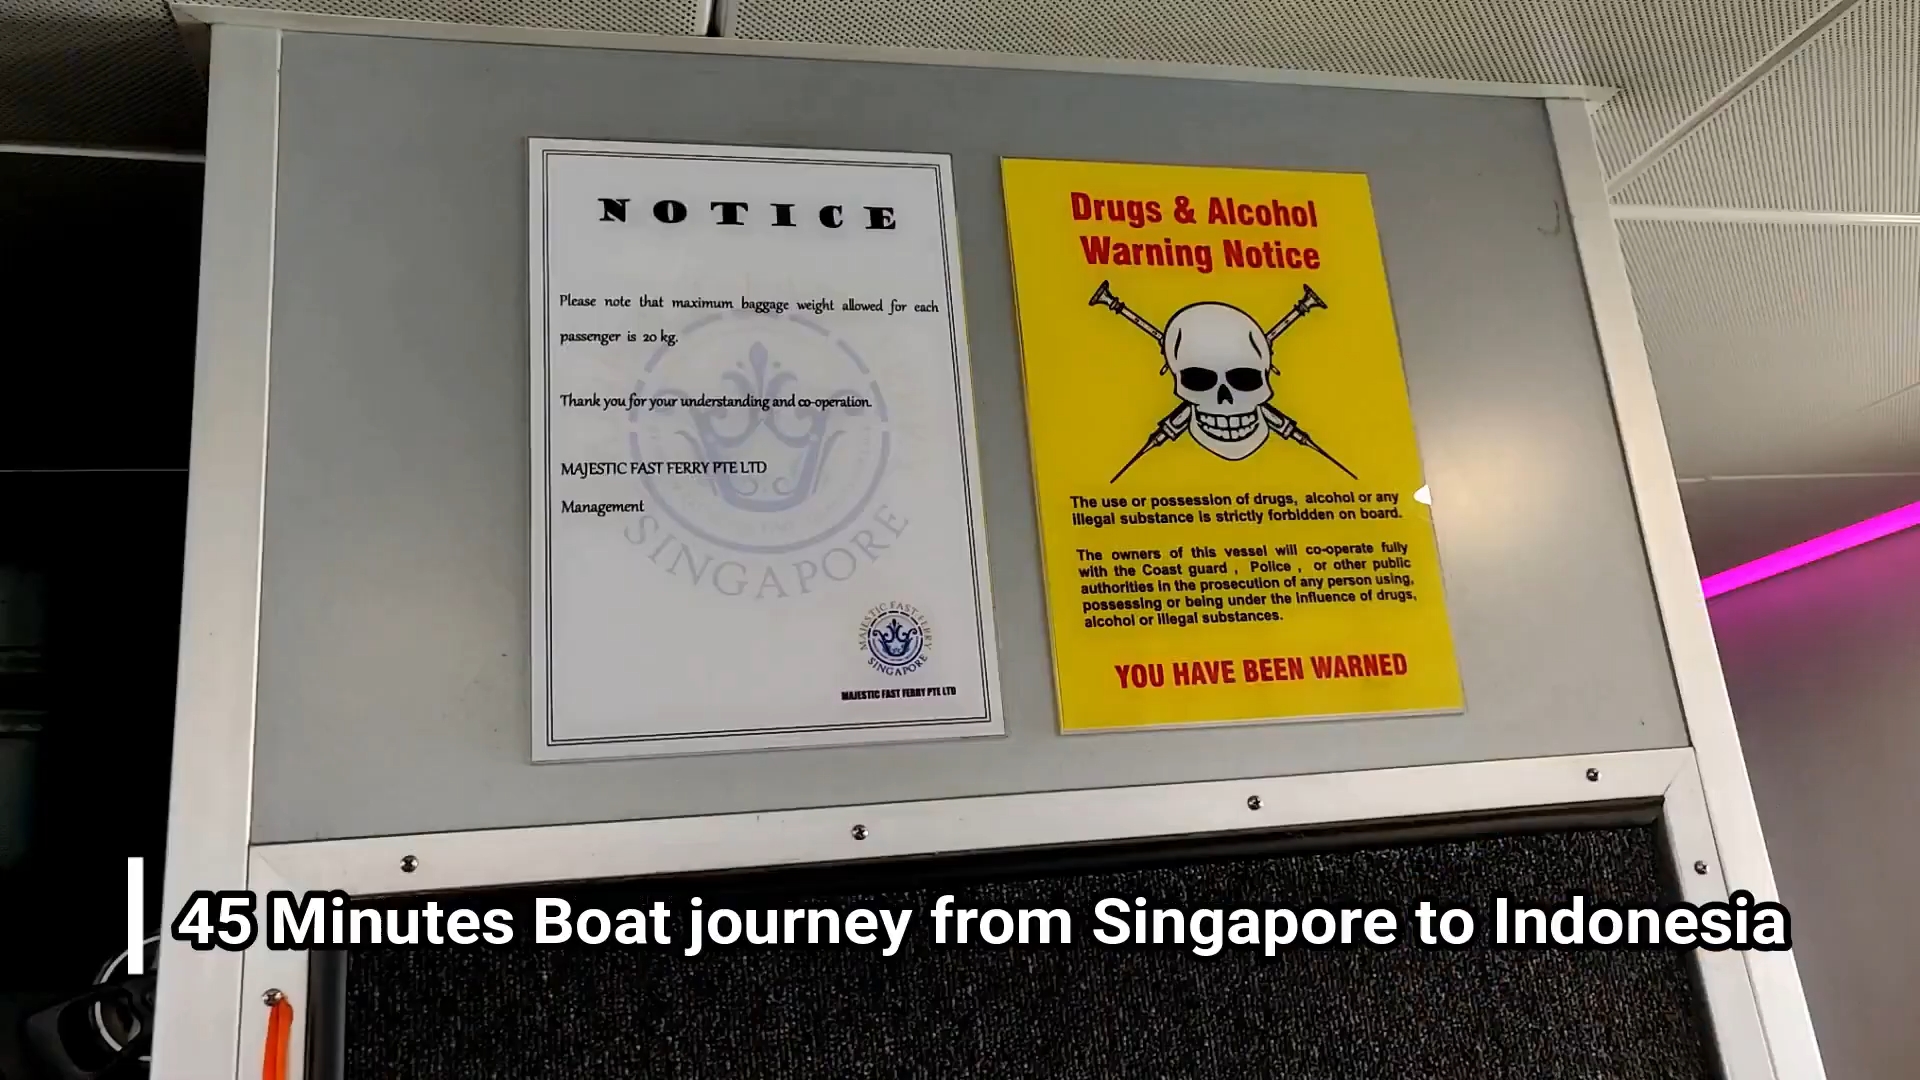 NOTICE
Please note that maximum baggage weight allowed for each
passenger is 20 kg.
Thank you for your understanding and co-operation.
MAJESTIC FAST FERRY PTE LTD
Management
SINGAPORE
MAJESTIC FAST FERRY
SINGAPORE
MAJESTIC FAST FERRY PTE LTD
Drugs & Alcohol
Warning Notice
The use or possession of drugs, alcohol or any
illegal substance is strictly forbidden on board.
The owners of this vessel will co-operate fully
with the Coast guard , Police , or other public
authorities in the prosecution of any person using,
possessing or being under the influence of drugs,
alcohol or illegal substances.
YOU HAVE BEEN WARNED
45 Minutes Boat journey from Singapore to Indonesia